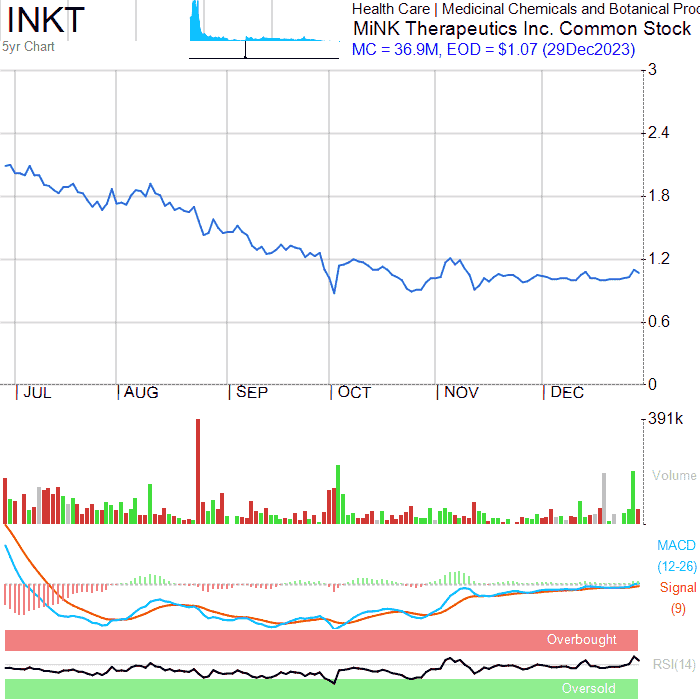 INKT
5yr Chart
Health Care | Medicinal Chemicals and Botanical Pro
MiNK Therapeutics Inc. Common Stock
MC = 36.9M, EOD = $1.07 (29Dec2023)
3
2.4
1.8
1.2
0.6
0
JUL AUG SEP OCT NOV DEC
391k
Volume
MACD
(12-26)
Signal
(9)
Overbought
RSI(14)
Oversold